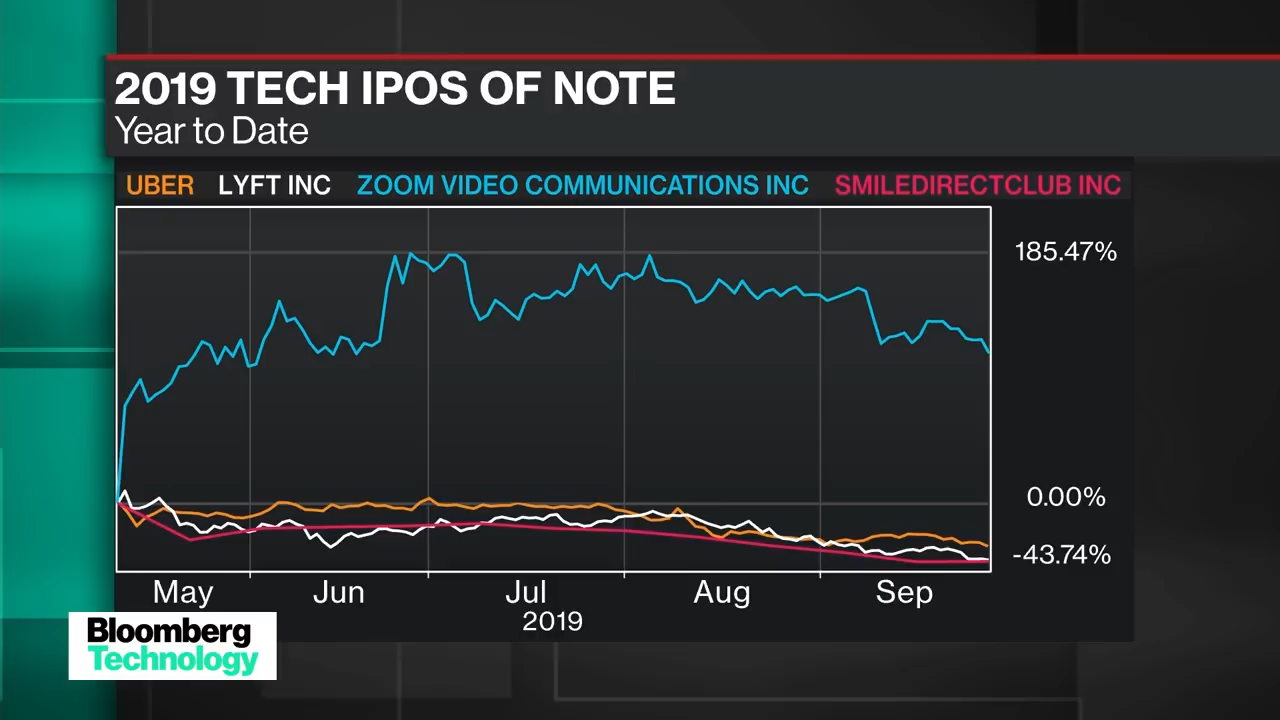 2019 TECH IPOS OF NOTE
Year to Date
UBER LYFT INC ZOOM VIDEO COMMUNICATIONS INC SMILEDIRECTCLUB INC
185.47%
0.00%
-43.74%
May Jun Jul Aug Sep
2019
Bloomberg
Technology